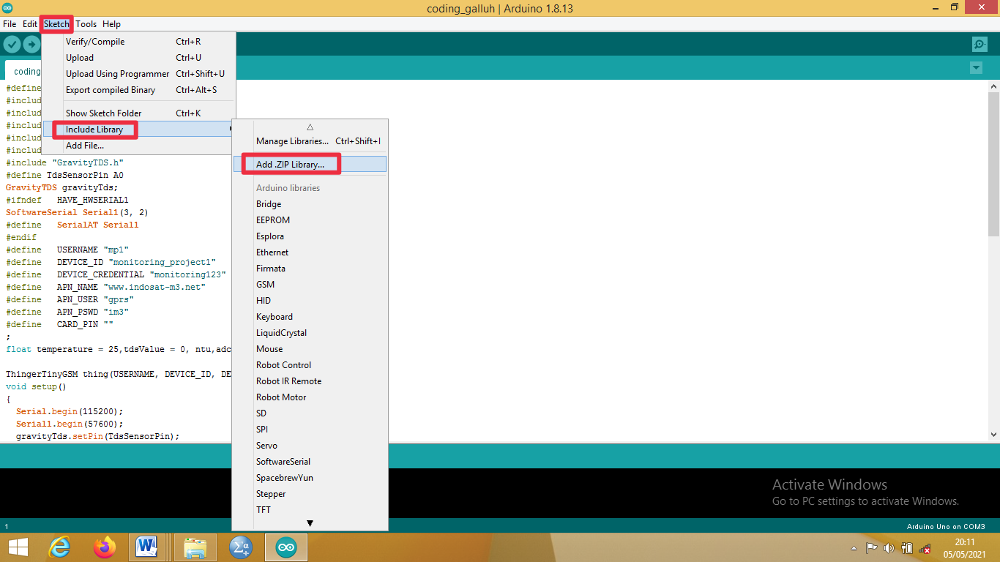 coding_galluh | Arduino 1.8.13
File Edit Sketch Tools Help
Verify/Compile Ctrl+R
Upload Ctrl+U
Upload Using Programmer Ctrl+Shift+U
Export compiled Binary Ctrl+Alt+S
Show Sketch Folder Ctrl+K
Include Library
Add File...
Manage Libraries... Ctrl+Shift+I
Add .ZIP Library...
Arduino libraries
Bridge
EEPROM
Esplora
Ethernet
Firmata
GSM
HID
Keyboard
LiquidCrystal
Mouse
Robot Control
Robot IR Remote
Robot Motor
SD
SPI
Servo
SoftwareSerial
SpacebrewYun
Stepper
TFT
coding
#define
#includ
#includ
#includ
#includ
#includ
#include "GravityTDS.h"
#define TdsSensorPin A0
GravityTDS gravityTds;
#ifndef HAVE_HWSERIAL1
SoftwareSerial Serial1(3, 2)
#define SerialAT Serial1
#endif
#define USERNAME "mp1"
#define DEVICE_ID "monitoring_project1"
#define DEVICE_CREDENTIAL "monitoring123"
#define APN_NAME "www.indosat-m3.net"
#define APN_USER "gprs"
#define APN_PSWD "im3"
#define CARD_PIN ""
;
float temperature = 25,tdsValue = 0, ntu,adc
ThingerTinyGSM thing(USERNAME, DEVICE_ID, DE
void setup()
{
Serial.begin(115200);
Serial1.begin(57600);
gravityTds.setPin(TdsSensorPin);
Activate Windows
Go to PC settings to activate Windows.
1
Arduino Uno on COM3
20:11
05/05/2021